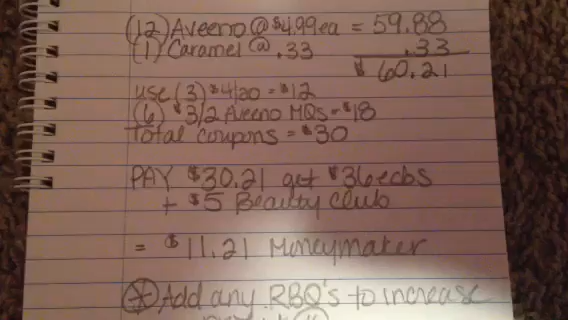 (12) Aveeno @ $4.99ea = 59.88
(1) Caramel @ .33 .33
$60.21
use (3) $4/20 = $12
(6) $3/2 Aveeno MQs = $18
Total Coupons = $30
PAY $30.21 get $36 ecbs
+ $5 Beauty Club
= $11.21 Moneymaker
* Add any RBQ's to increase